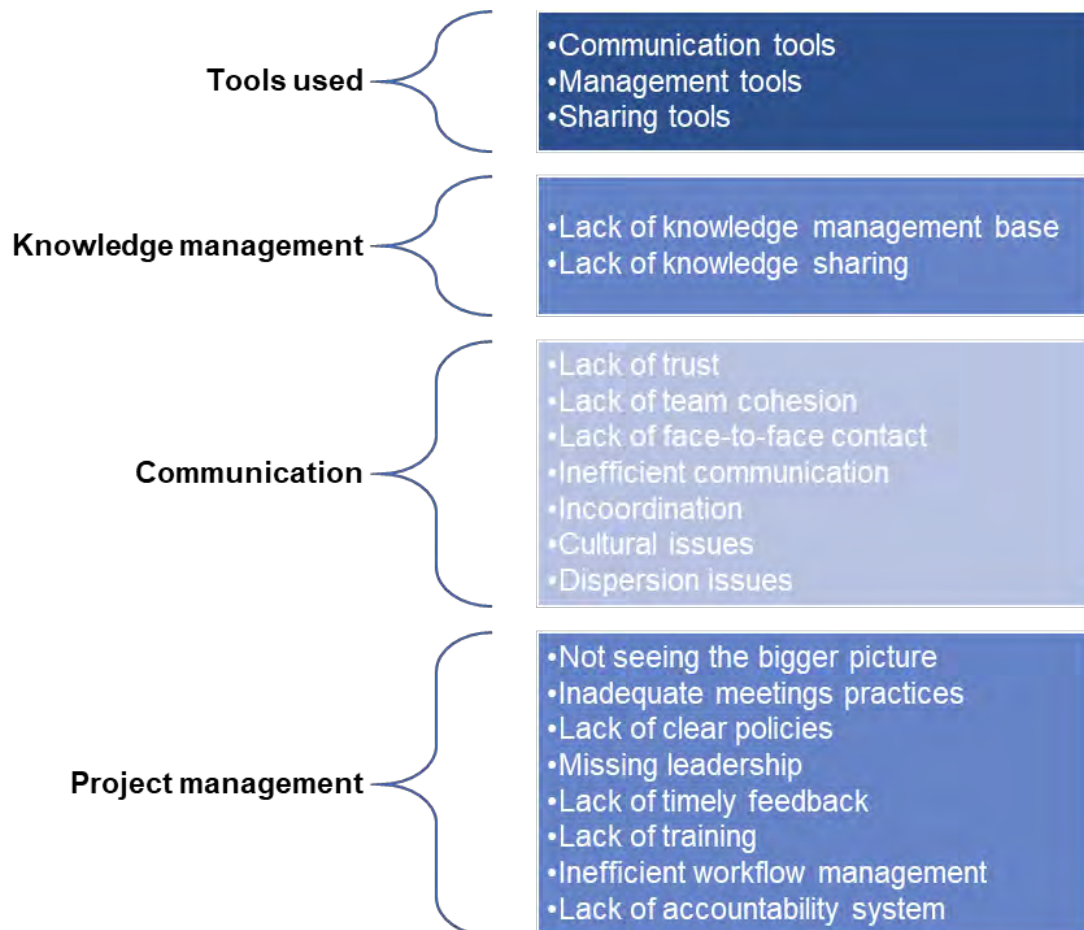 Tools used
•Communication tools
•Management tools
•Sharing tools
Knowledge management
•Lack of knowledge management base
•Lack of knowledge sharing
Communication
•Lack of trust
•Lack of team cohesion
•Lack of face-to-face contact
•Inefficient communication
•Incoordination
•Cultural issues
•Dispersion issues
Project management
•Not seeing the bigger picture
•Inadequate meetings practices
•Lack of clear policies
•Missing leadership
•Lack of timely feedback
•Lack of training
•Inefficient workflow management
•Lack of accountability system